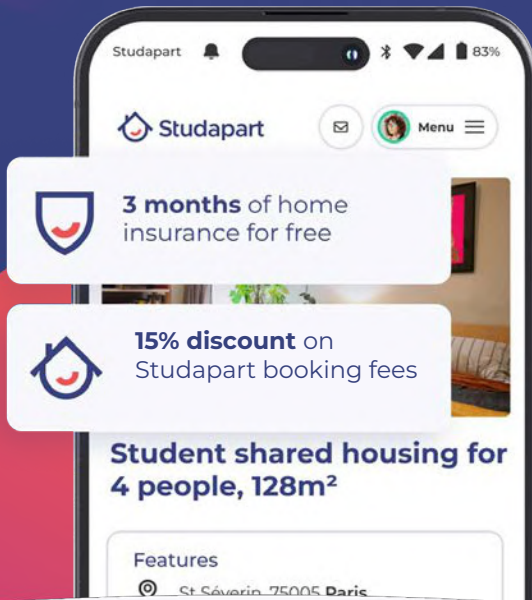 Studapart
83%
Studapart
Menu
3 months of home
insurance for free
15% discount on
Studapart booking fees
Student shared housing for
4 people, 128m²
Features
St Séverin, 75005 Paris